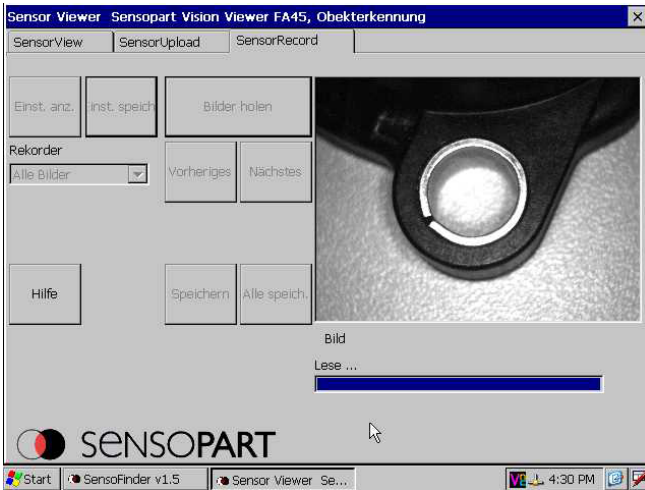 Sensor Viewer Sensopart Vision Viewer FA45, Obekterkennung
SensorView SensorUpload SensorRecord
Einst. anz. inst. speich Bilder holen
Rekorder
Alle Bilder Vorheriges Nächstes
Hilfe Speichern Alle speich.
Bild
Lese ...
SENSOPART
Start SensoFinder v1.5 Sensor Viewer Se... 4:30 PM